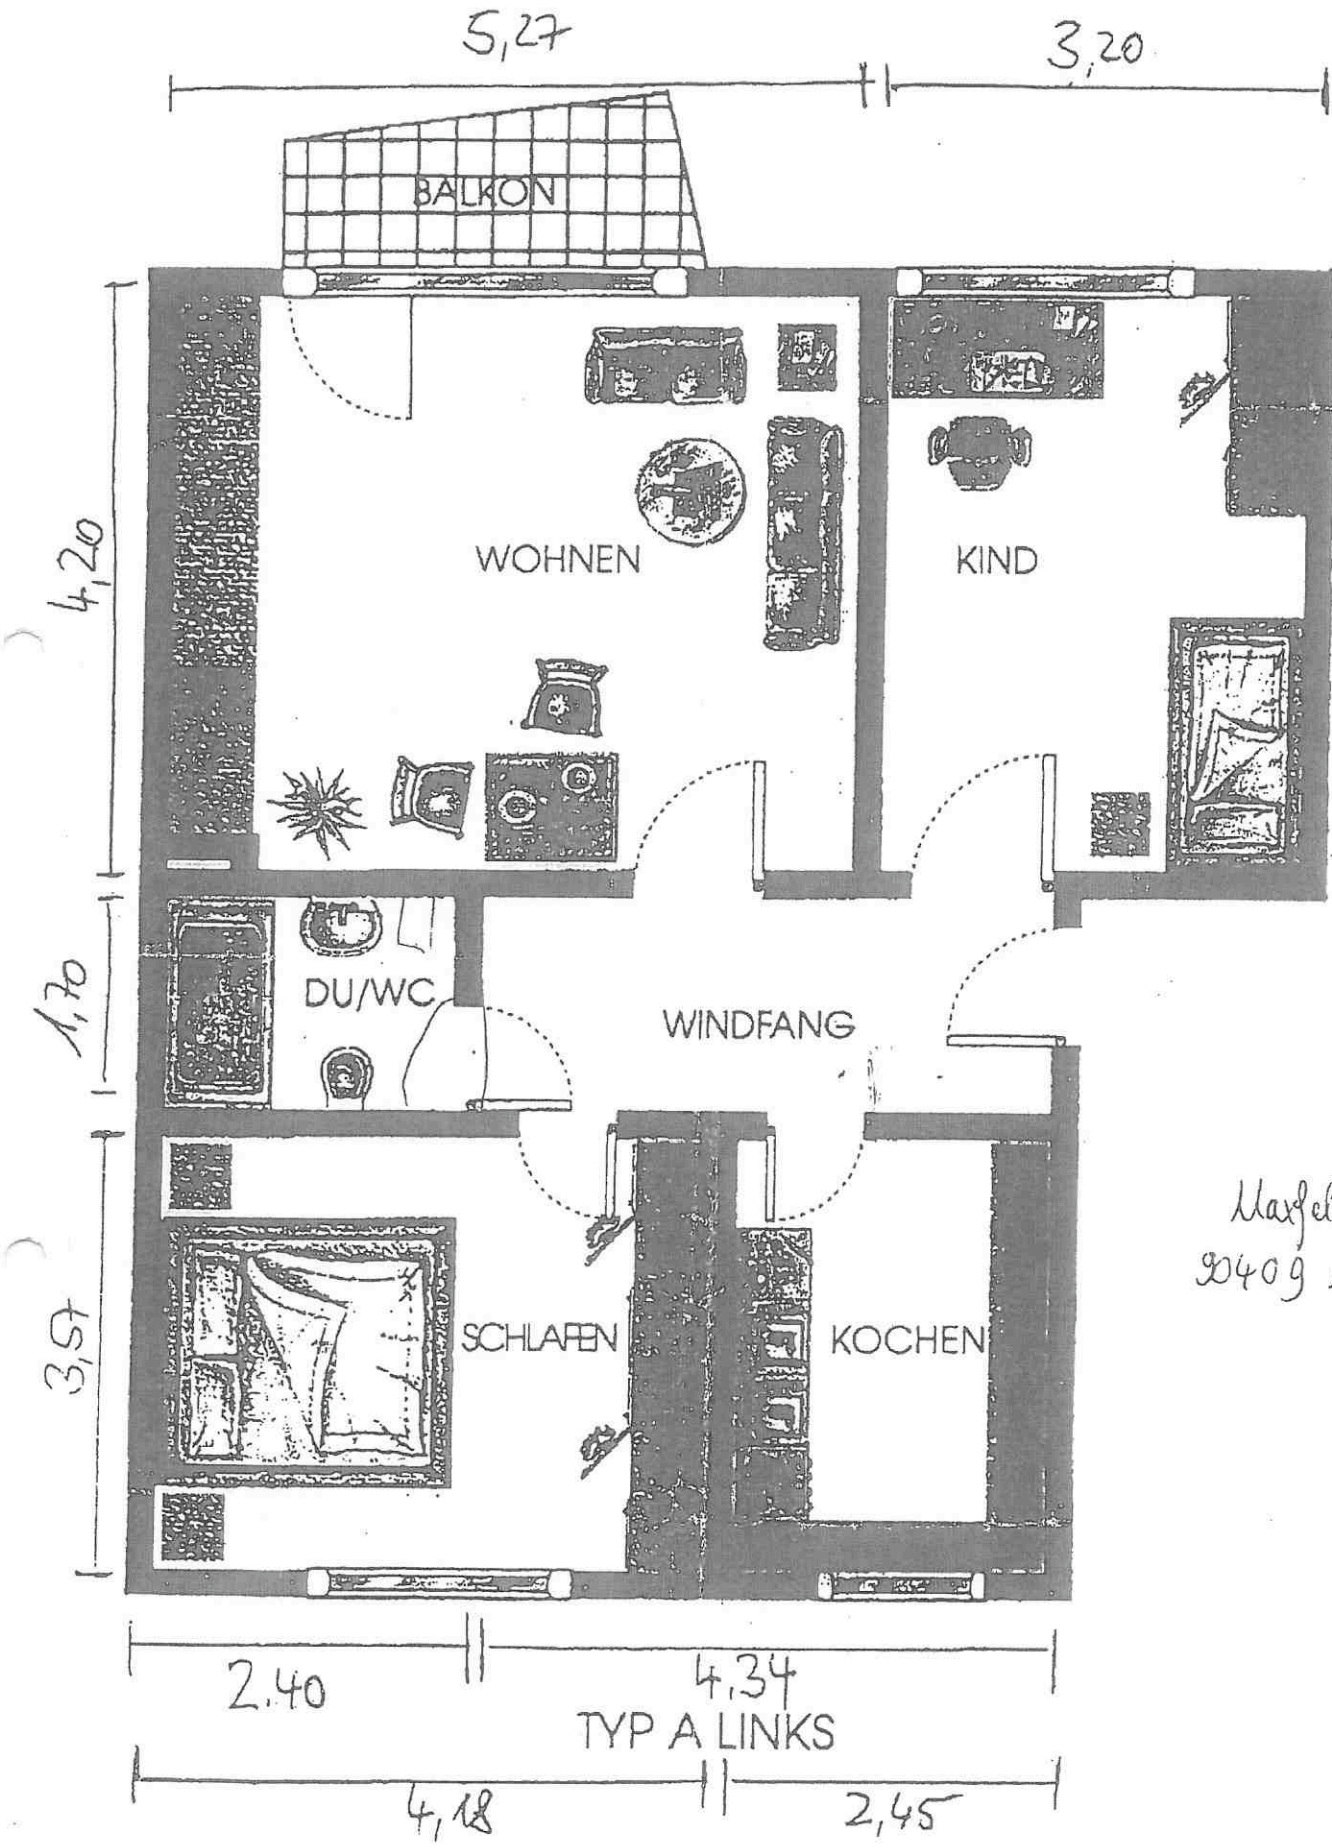 5,27
3,20
BALKON
4,20
WOHNEN
KIND
1,70
DU/WC
WINDFANG
3,57
SCHLAFEN
KOCHEN
90409
2.40
4,34
TYP A LINKS
4,18
2,45